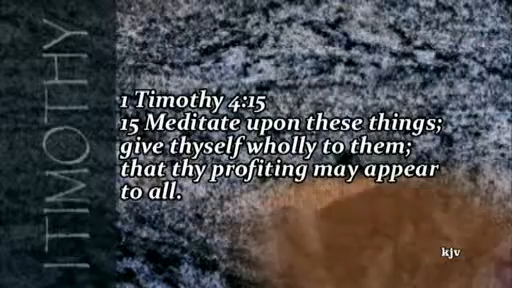 I TIMOTHY
1 Timothy 4:15
15 Meditate upon these things;
give thyself wholly to them;
that thy profiting may appear
to all.
kjv